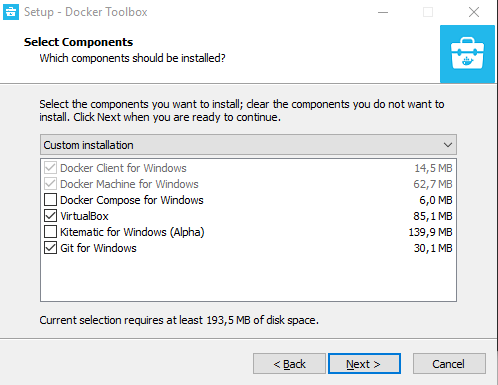 Setup - Docker Toolbox
Select Components
Which components should be installed?
Select the components you want to install; clear the components you do not want to
install. Click Next when you are ready to continue.
Custom installation
Docker Client for Windows 14,5 MB
Docker Machine for Windows 62,7 MB
Docker Compose for Windows 6,0 MB
VirtualBox 85,1 MB
Kitematic for Windows (Alpha) 139,9 MB
Git for Windows 30,1 MB
Current selection requires at least 193,5 MB of disk space.
< Back Next > Cancel